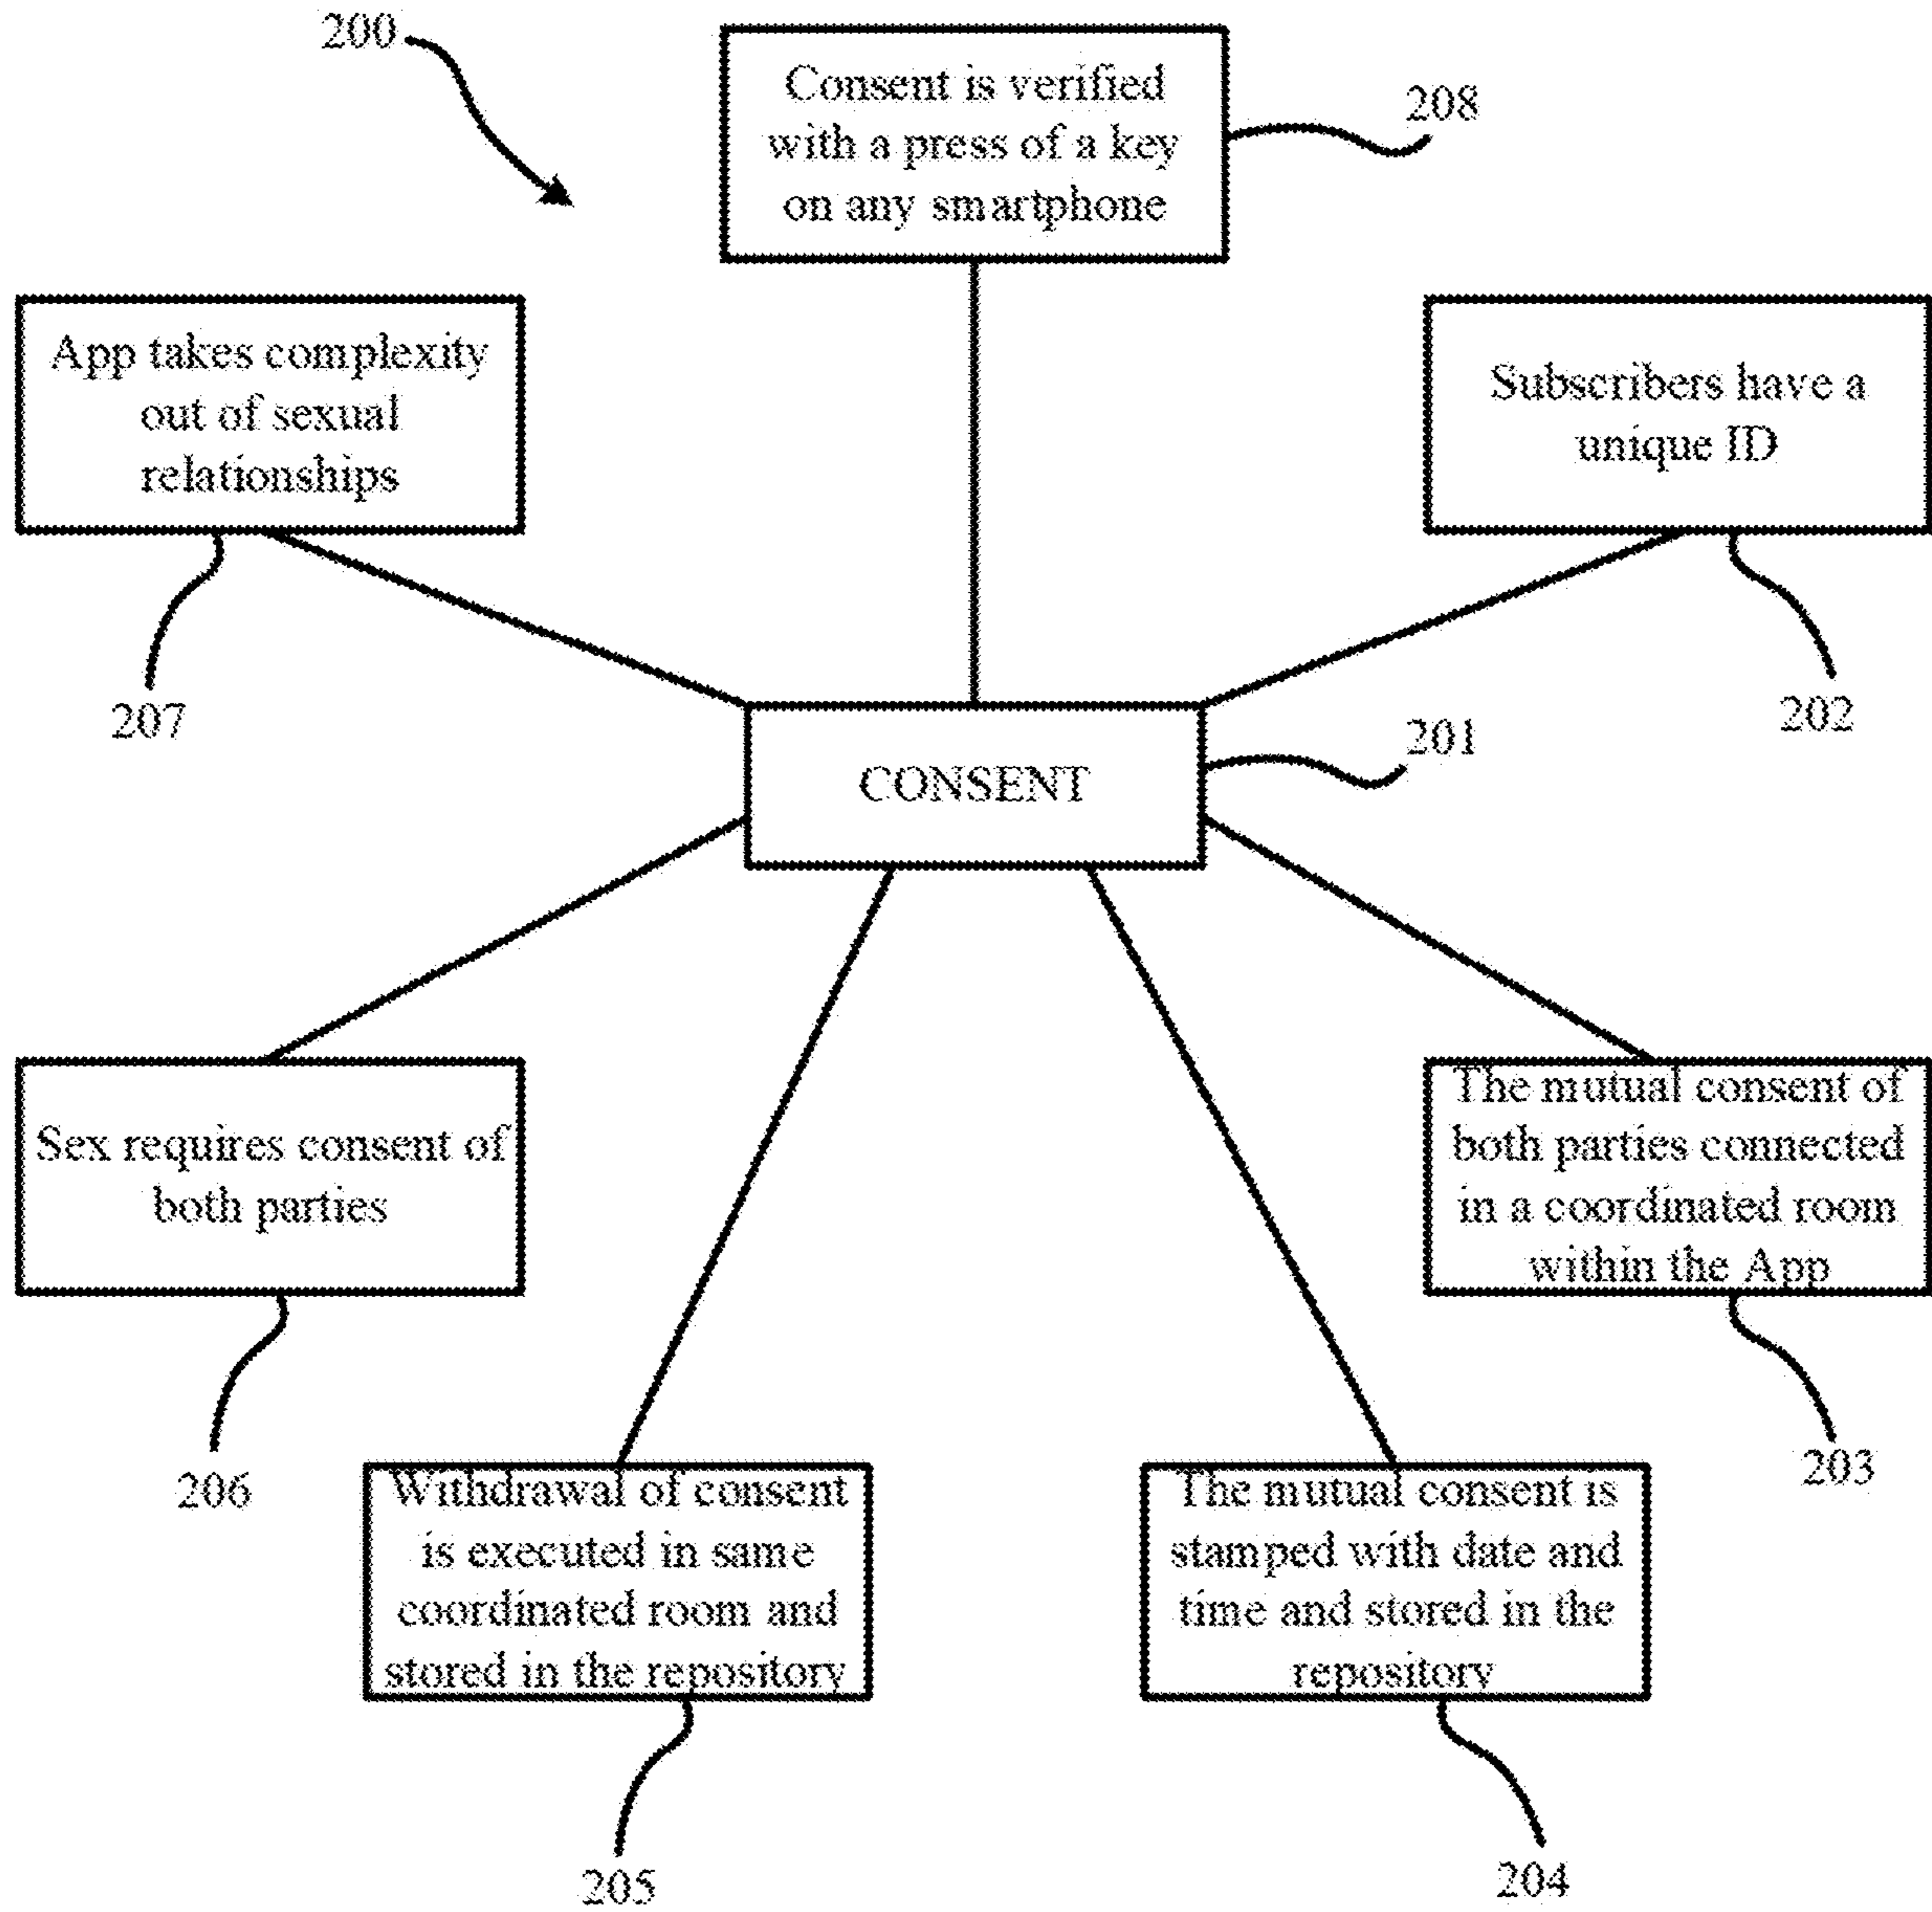 200
Consent is verified
with a press of a key
on any smartphone
208
App takes complexity
out of sexual
relationships
207
Subscribers have a
unique ID
202
CONSENT
201
Sex requires consent of
both parties
206
The mutual consent of
both parties connected
in a coordinated room
within the App
203
Withdrawal of consent
is executed in same
coordinated room and
stored in the repository
205
The mutual consent is
stamped with date and
time and stored in the
repository
204